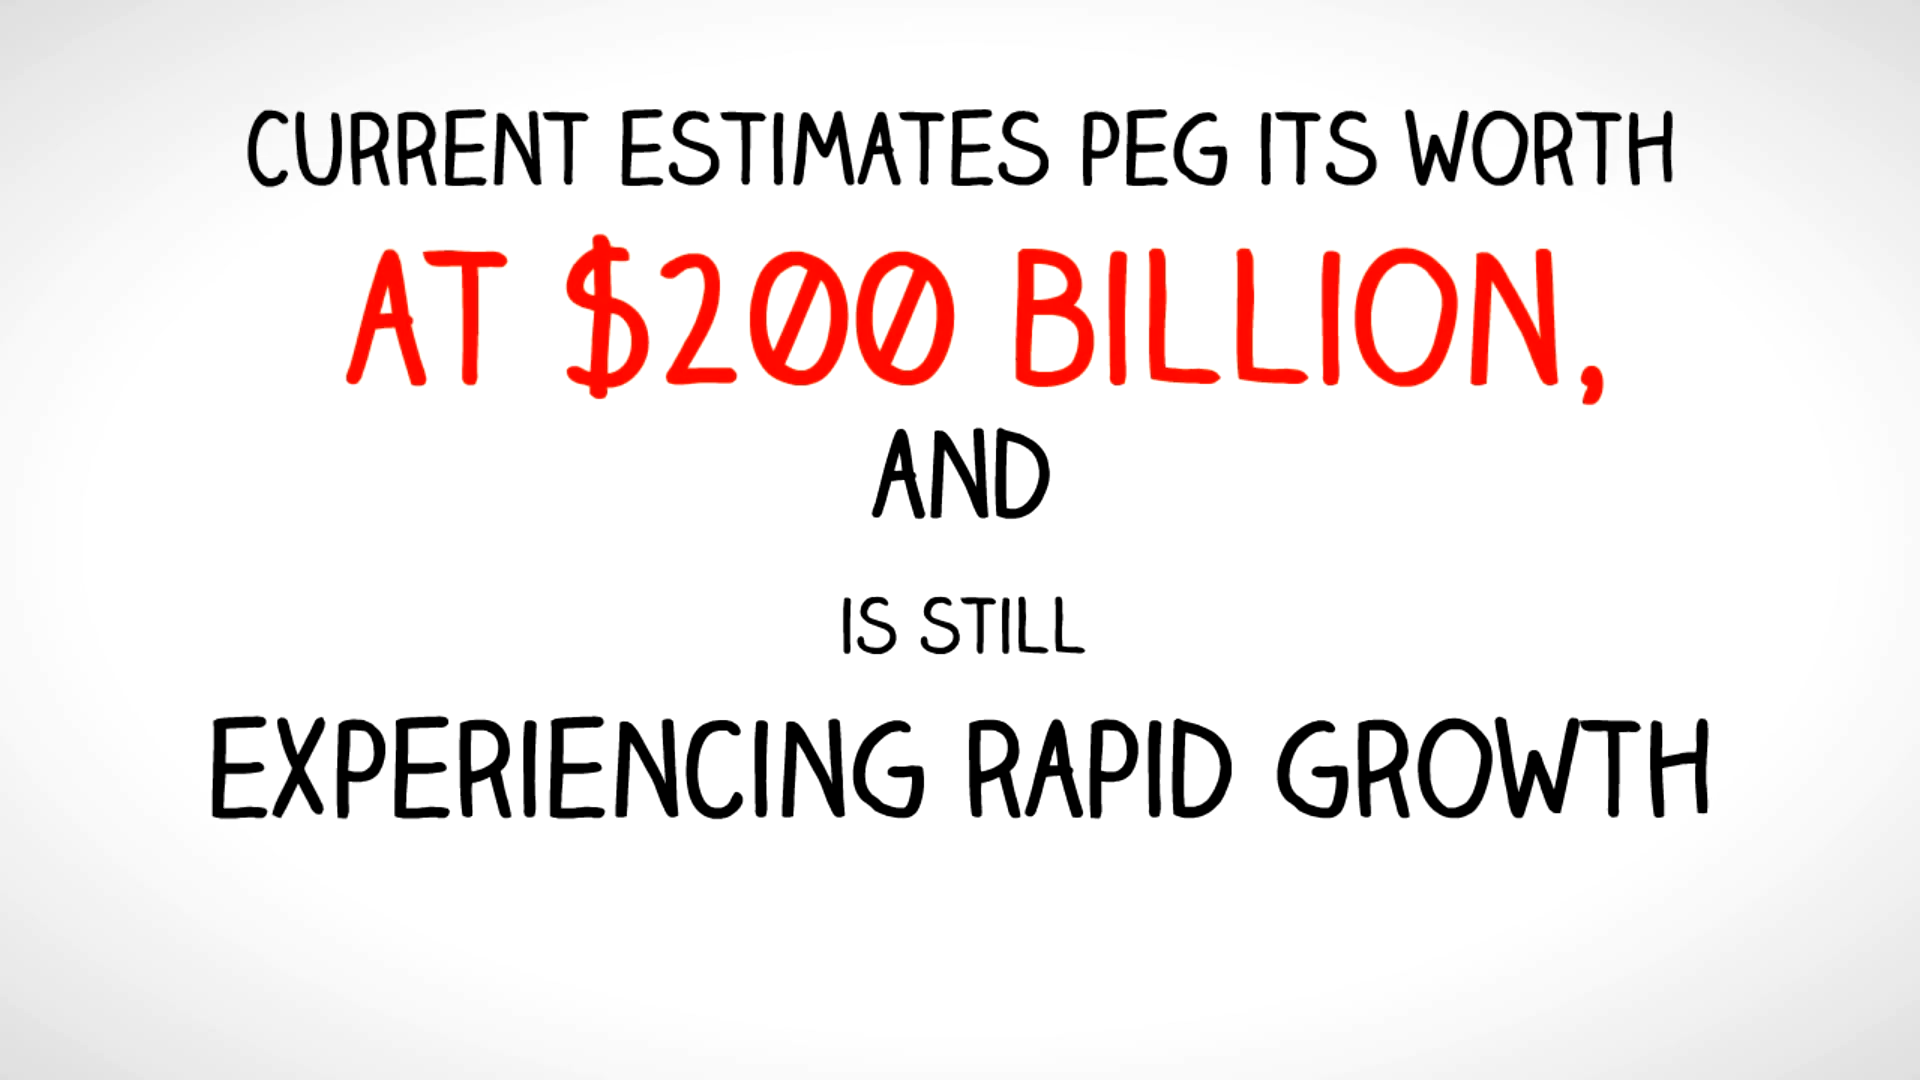 CURRENT ESTIMATES PEG ITS WORTH
AT $200 BILLION,
AND
IS STILL
EXPERIENCING RAPID GROWTH